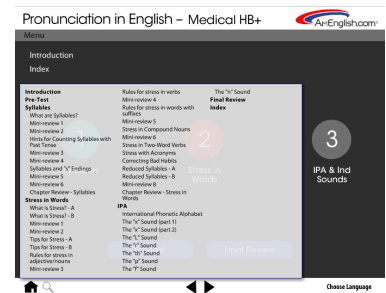 Pronunciation in English – Medical HB+
AmEnglish.com®
Menu
Introduction
Index
Introduction
Pre-Test
Syllables
What are Syllables?
Mini-review 1
Mini-review 2
Hints for Counting Syllables with
Past Tense
Mini-review 3
Mini-review 4
Syllables and "s" Endings
Mini-review 5
Mini-review 6
Chapter Review - Syllables
Stress in Words
What is Stress? - A
What is Stress? - B
Mini-review 1
Mini-review 2
Tips for Stress - A
Tips for Stress - B
Rules for stress in
adjective/nouns
Mini-review 3
Rules for stress in verbs
Mini-review 4
Rules for stress in words with
suffixes
Mini-review 5
Stress in Compound Nouns
Mini-review 6
Stress in Two-Word Verbs
Stress with Acronyms
Correcting Bad Habits
Reduced Syllables - A
Reduced Syllables - B
Mini-review 8
Chapter Review - Stress in
Words
IPA
International Phonetic Alphabet
The "x" Sound (part 1)
The "x" Sound (part 2)
The "L" Sound
The "r" Sound
The "th" Sound
The "p" Sound
The "f" Sound
The "n" Sound
Final Review
Index
2
Stress in
Words
Final Review
3
IPA & Ind
Sounds
Choose Language